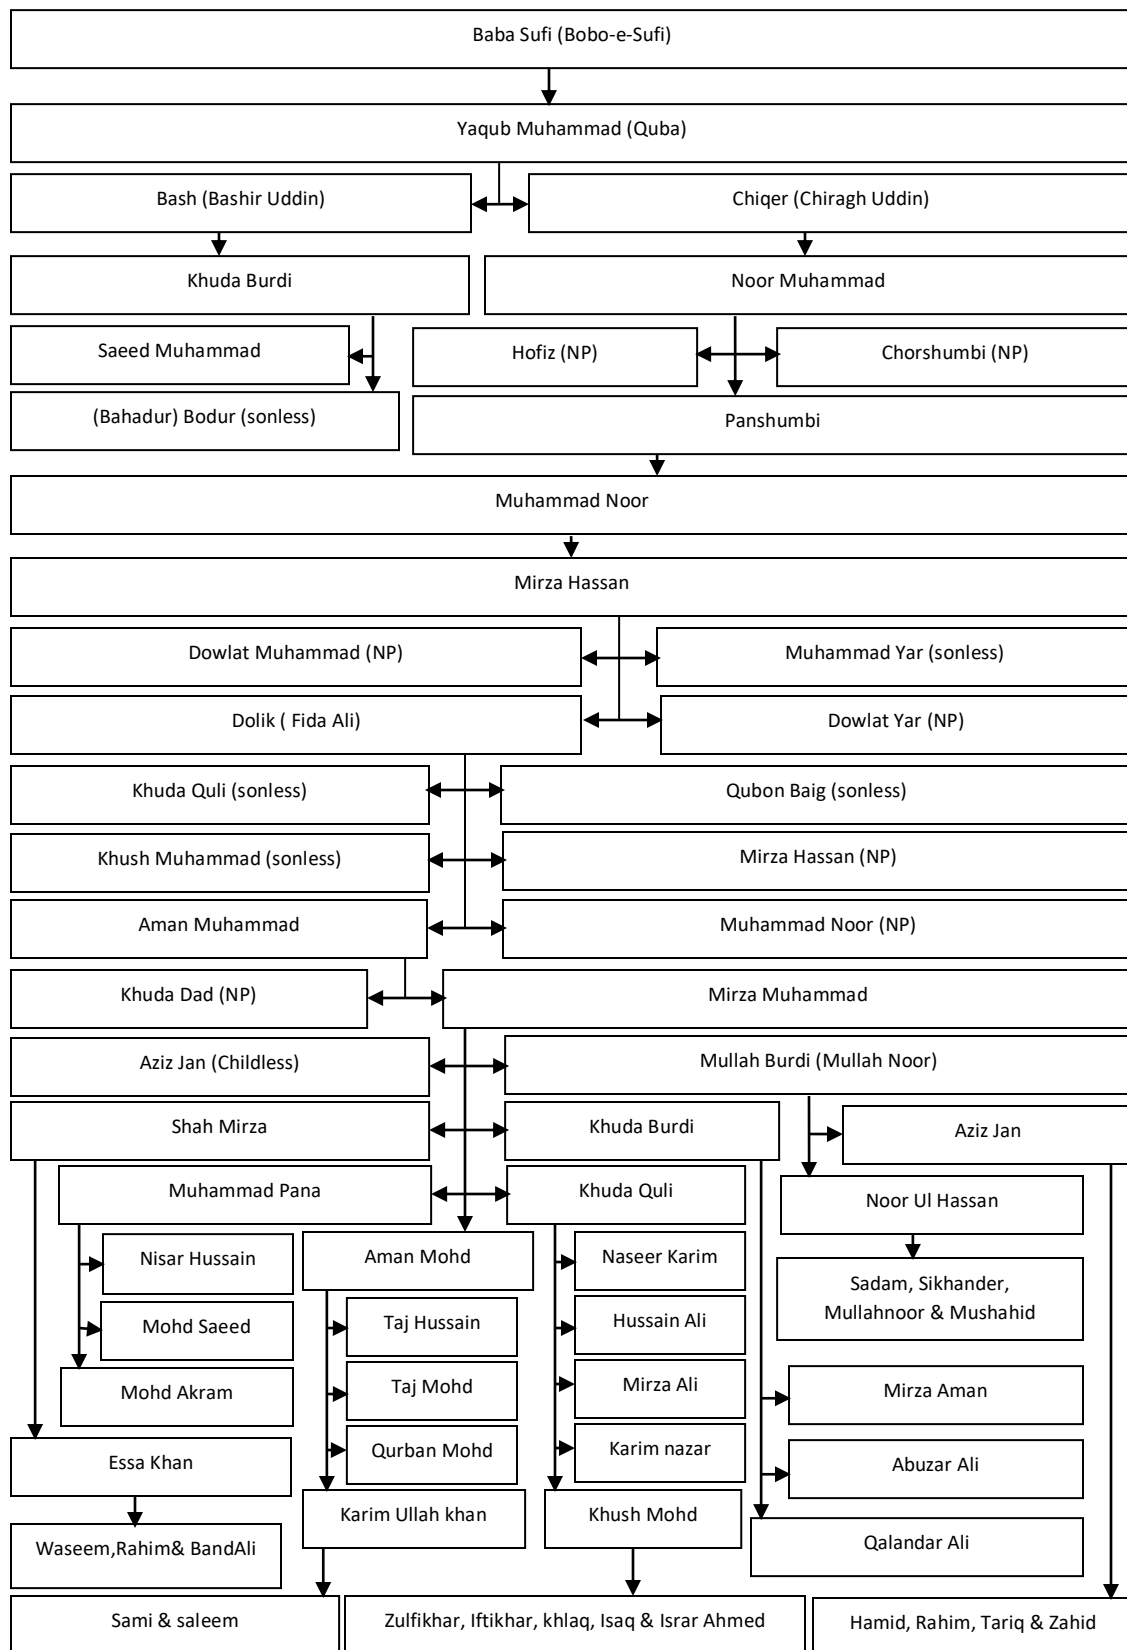 Baba Sufi (Bobo-e-Sufi)
Yaqub Muhammad (Quba)
Bash (Bashir Uddin)
Chiqer (Chiragh Uddin)
Khuda Burdi
Noor Muhammad
Saeed Muhammad
Hofiz (NP)
Chorshumbi (NP)
(Bahadur) Bodur (sonless)
Panshumbi
Muhammad Noor
Mirza Hassan
Dowlat Muhammad (NP)
Muhammad Yar (sonless)
Dolik ( Fida Ali)
Dowlat Yar (NP)
Khuda Quli (sonless)
Qubon Baig (sonless)
Khush Muhammad (sonless)
Mirza Hassan (NP)
Aman Muhammad
Muhammad Noor (NP)
Khuda Dad (NP)
Mirza Muhammad
Aziz Jan (Childless)
Mullah Burdi (Mullah Noor)
Shah Mirza
Khuda Burdi
Aziz Jan
Muhammad Pana
Khuda Quli
Noor Ul Hassan
Nisar Hussain
Aman Mohd
Naseer Karim
Sadam, Sikhander,
Mullahnoor & Mushahid
Mohd Saeed
Taj Hussain
Hussain Ali
Mohd Akram
Taj Mohd
Mirza Ali
Mirza Aman
Essa Khan
Qurban Mohd
Karim nazar
Abuzar Ali
Karim Ullah khan
Khush Mohd
Qalandar Ali
Waseem,Rahim& BandAli
Sami & saleem
Zulfikhar, Iftikhar, khlaq, Isaq & Israr Ahmed
Hamid, Rahim, Tariq & Zahid